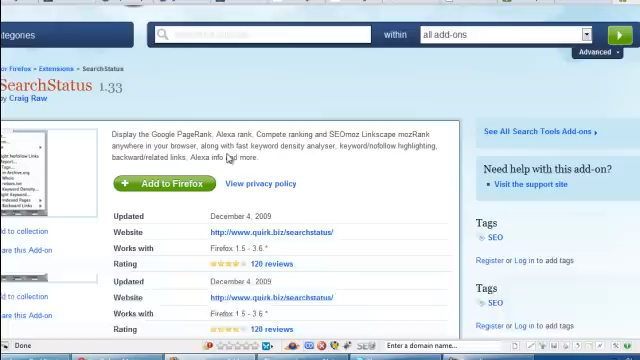 ategories
within
all add-ons
Advanced
or Firefox › Extensions › SearchStatus
SearchStatus 1.33
by Craig Raw
Display the Google PageRank, Alexa rank, Compete ranking and SEOmoz Linkscape mozRank
anywhere in your browser, along with fast keyword density analyser, keyword/nofollow highlighting,
backward/related links, Alexa info and more.
Add to Firefox
View privacy policy
Updated December 4, 2009
Website http://www.quirk.biz/searchstatus/
Works with Firefox 1.5 - 3.6.*
Rating 120 reviews
December 4, 2009
Website http://www.quirk.biz/searchstatus/
Works with Firefox 1.5 - 3.6.*
Rating 120 reviews
dd to collection
are this Add-on
dd to collection
are this Add-on
See All Search Tools Add-ons
Need help with this add-on?
Visit the support site
Tags
SEO
Register or Log in to add tags
Tags
SEO
Register or Log in to add tags
Done
Enter a domain name...